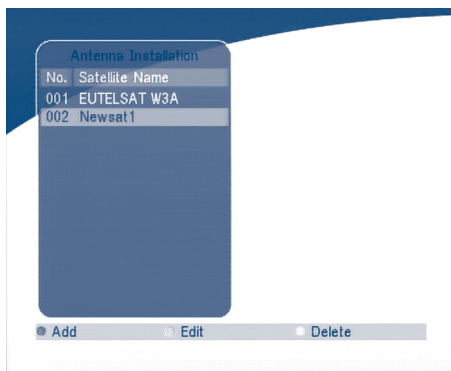 Antenna Installation
No. Satellite Name
001 EUTELSAT W3A
002 Newsat1
Add Edit Delete